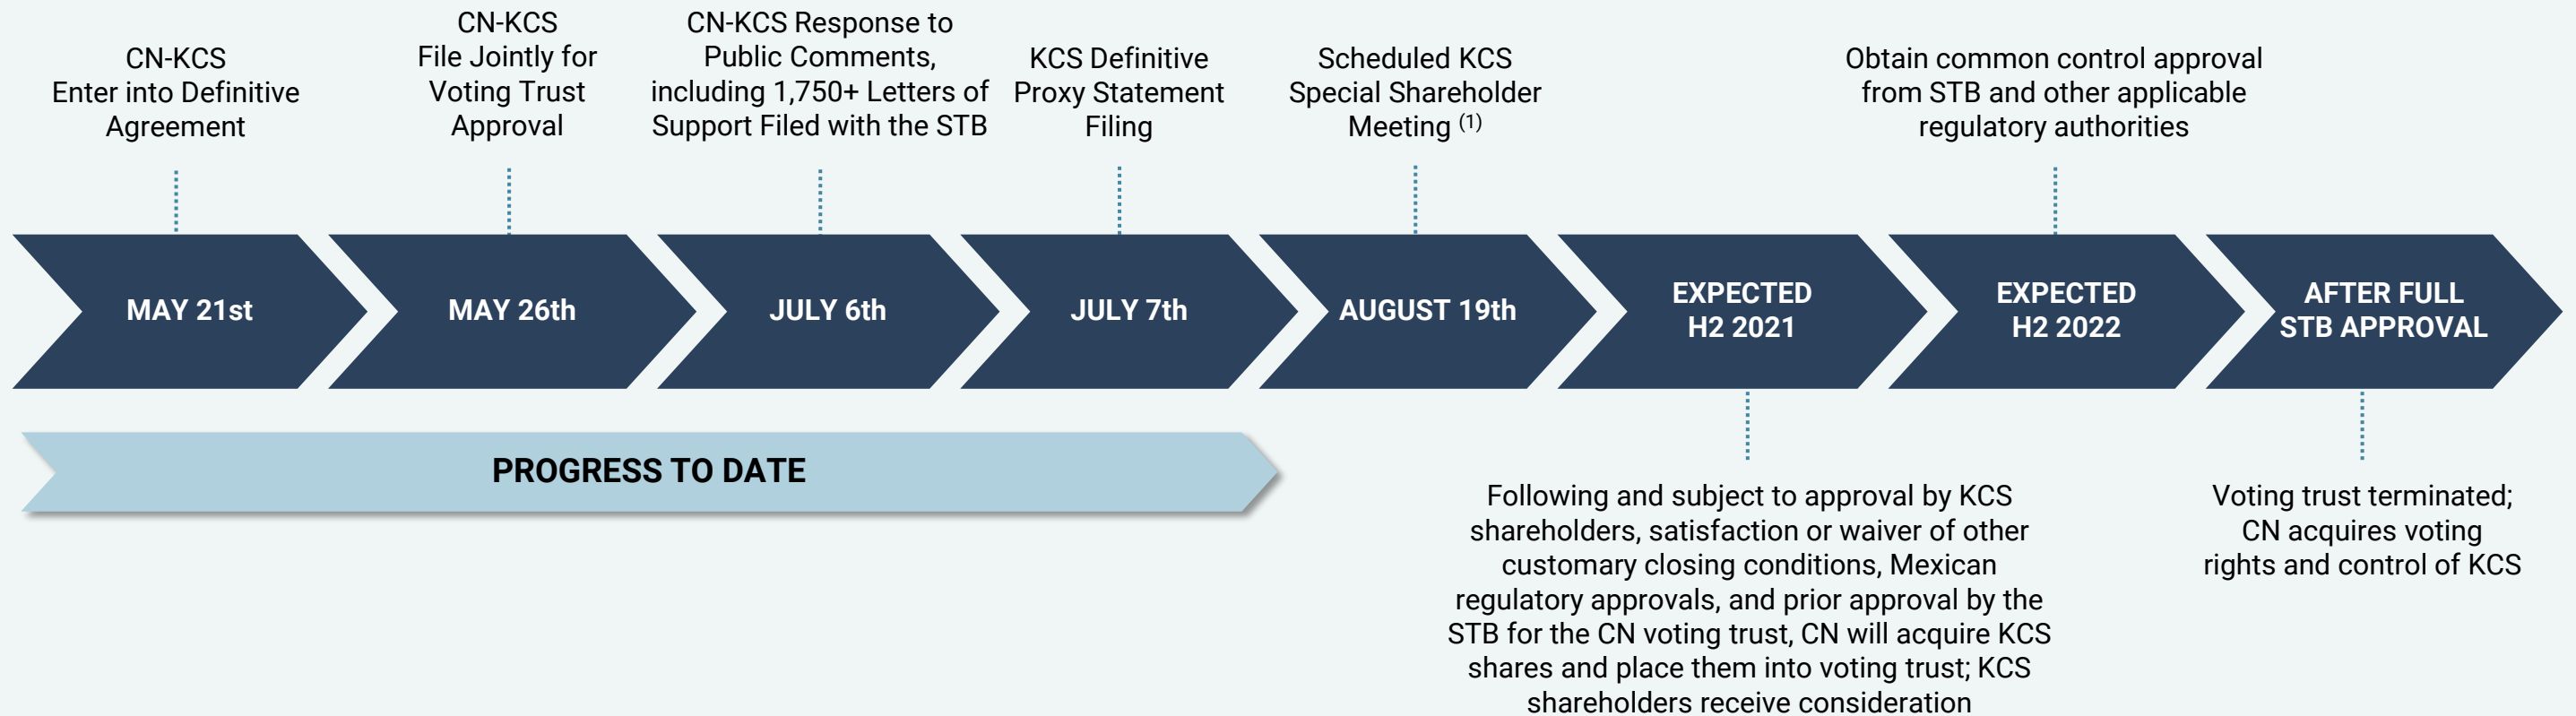 CN-KCS
Enter into Definitive
Agreement
CN-KCS
File Jointly for
Voting Trust
Approval
CN-KCS Response to
Public Comments,
including 1,750+ Letters of
Support Filed with the STB
KCS Definitive
Proxy Statement
Filing
Scheduled KCS
Special Shareholder
Meeting (1)
Obtain common control approval
from STB and other applicable
regulatory authorities
MAY 21st
MAY 26th
JULY 6th
JULY 7th
AUGUST 19th
EXPECTED
H2 2021
EXPECTED
H2 2022
AFTER FULL
STB APPROVAL
PROGRESS TO DATE
Following and subject to approval by KCS
shareholders, satisfaction or waiver of other
customary closing conditions, Mexican
regulatory approvals, and prior approval by the
STB for the CN voting trust, CN will acquire KCS
shares and place them into voting trust; KCS
shareholders receive consideration
Voting trust terminated;
CN acquires voting
rights and control of KCS